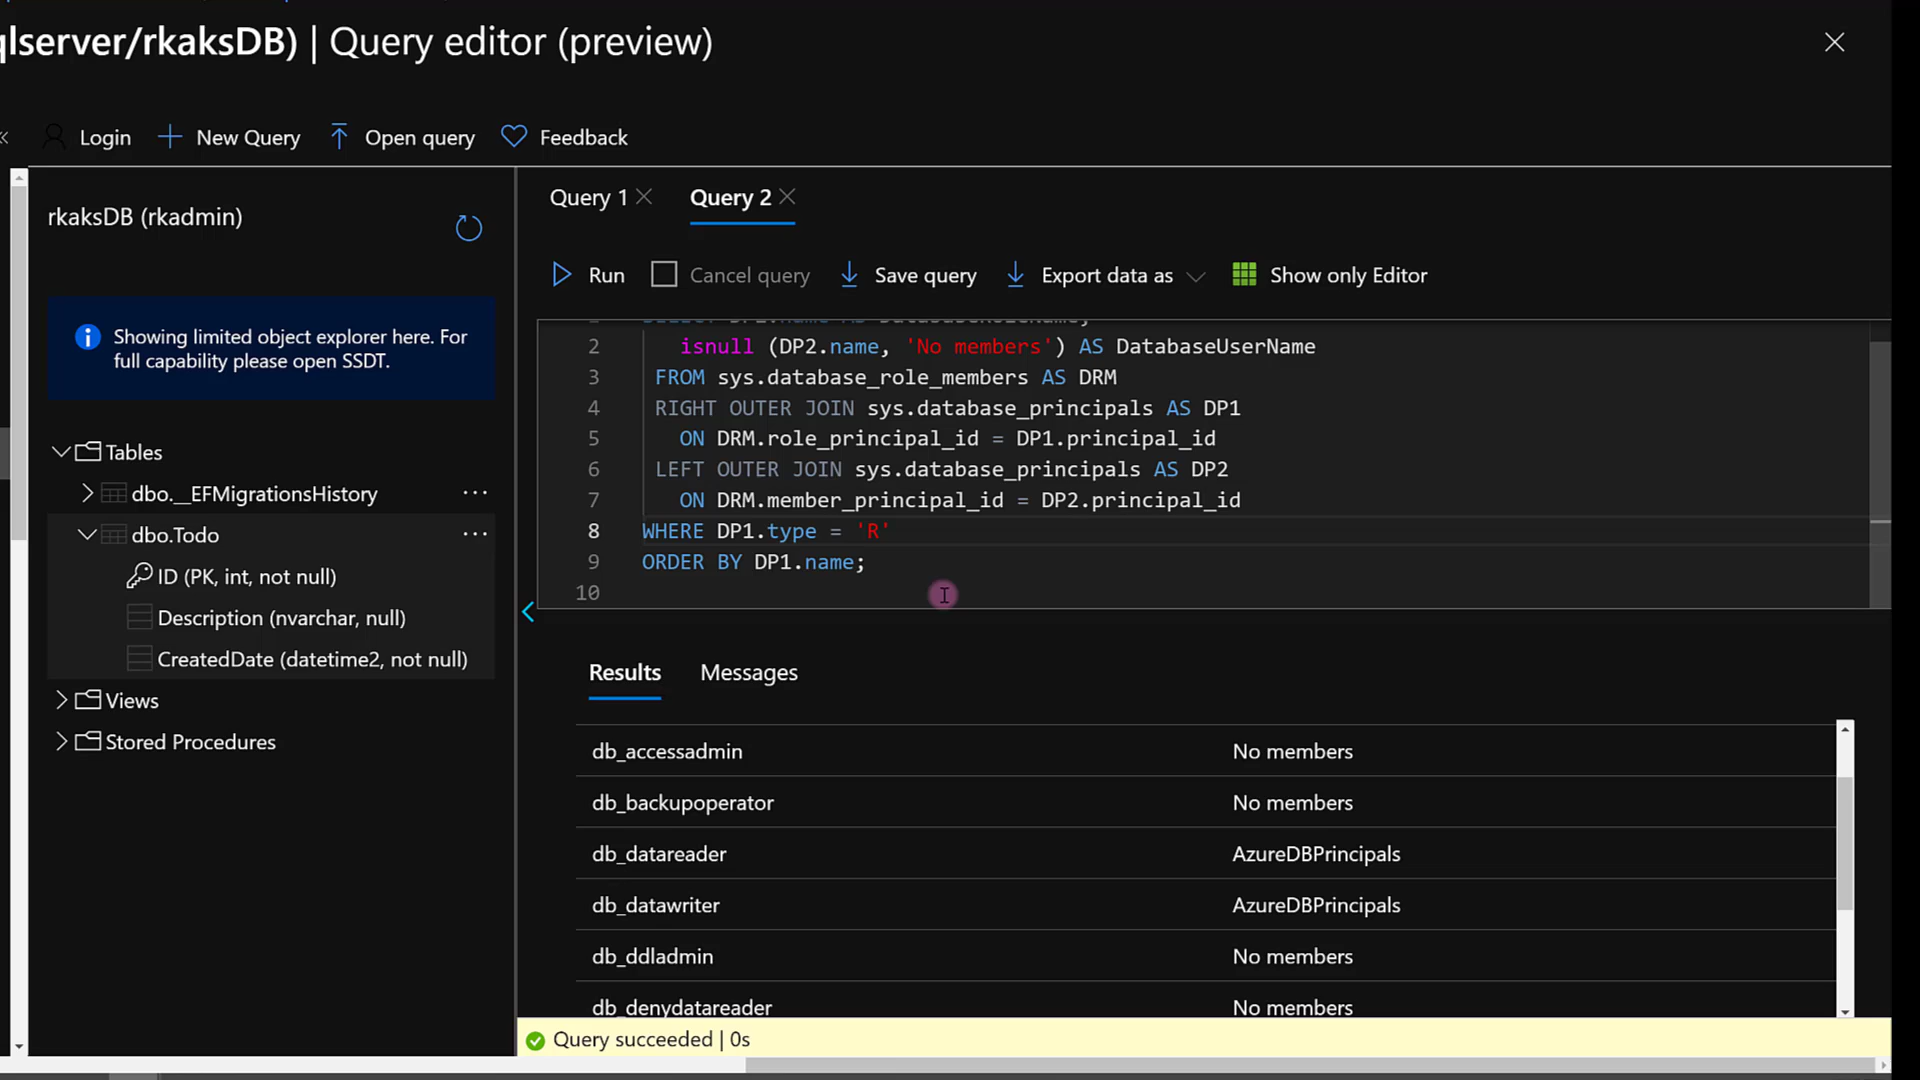 qlserver/rkaksDB) | Query editor (preview)
Login
New Query
Open query
Feedback
rkaksDB (rkadmin)
Showing limited object explorer here. For
full capability please open SSDT.
Tables
dbo.__EFMigrationsHistory
dbo.Todo
ID (PK, int, not null)
Description (nvarchar, null)
CreatedDate (datetime2, not null)
Views
Stored Procedures
Query 1
Query 2
Run
Cancel query
Save query
Export data as
Show only Editor
2 isnull (DP2.name, 'No members') AS DatabaseUserName
3 FROM sys.database_role_members AS DRM
4 RIGHT OUTER JOIN sys.database_principals AS DP1
5 ON DRM.role_principal_id = DP1.principal_id
6 LEFT OUTER JOIN sys.database_principals AS DP2
7 ON DRM.member_principal_id = DP2.principal_id
8 WHERE DP1.type = 'R'
9 ORDER BY DP1.name;
10
Results
Messages
db_accessadmin No members
db_backupoperator No members
db_datareader AzureDBPrincipals
db_datawriter AzureDBPrincipals
db_ddladmin No members
db_denydatareader No members
Query succeeded | 0s